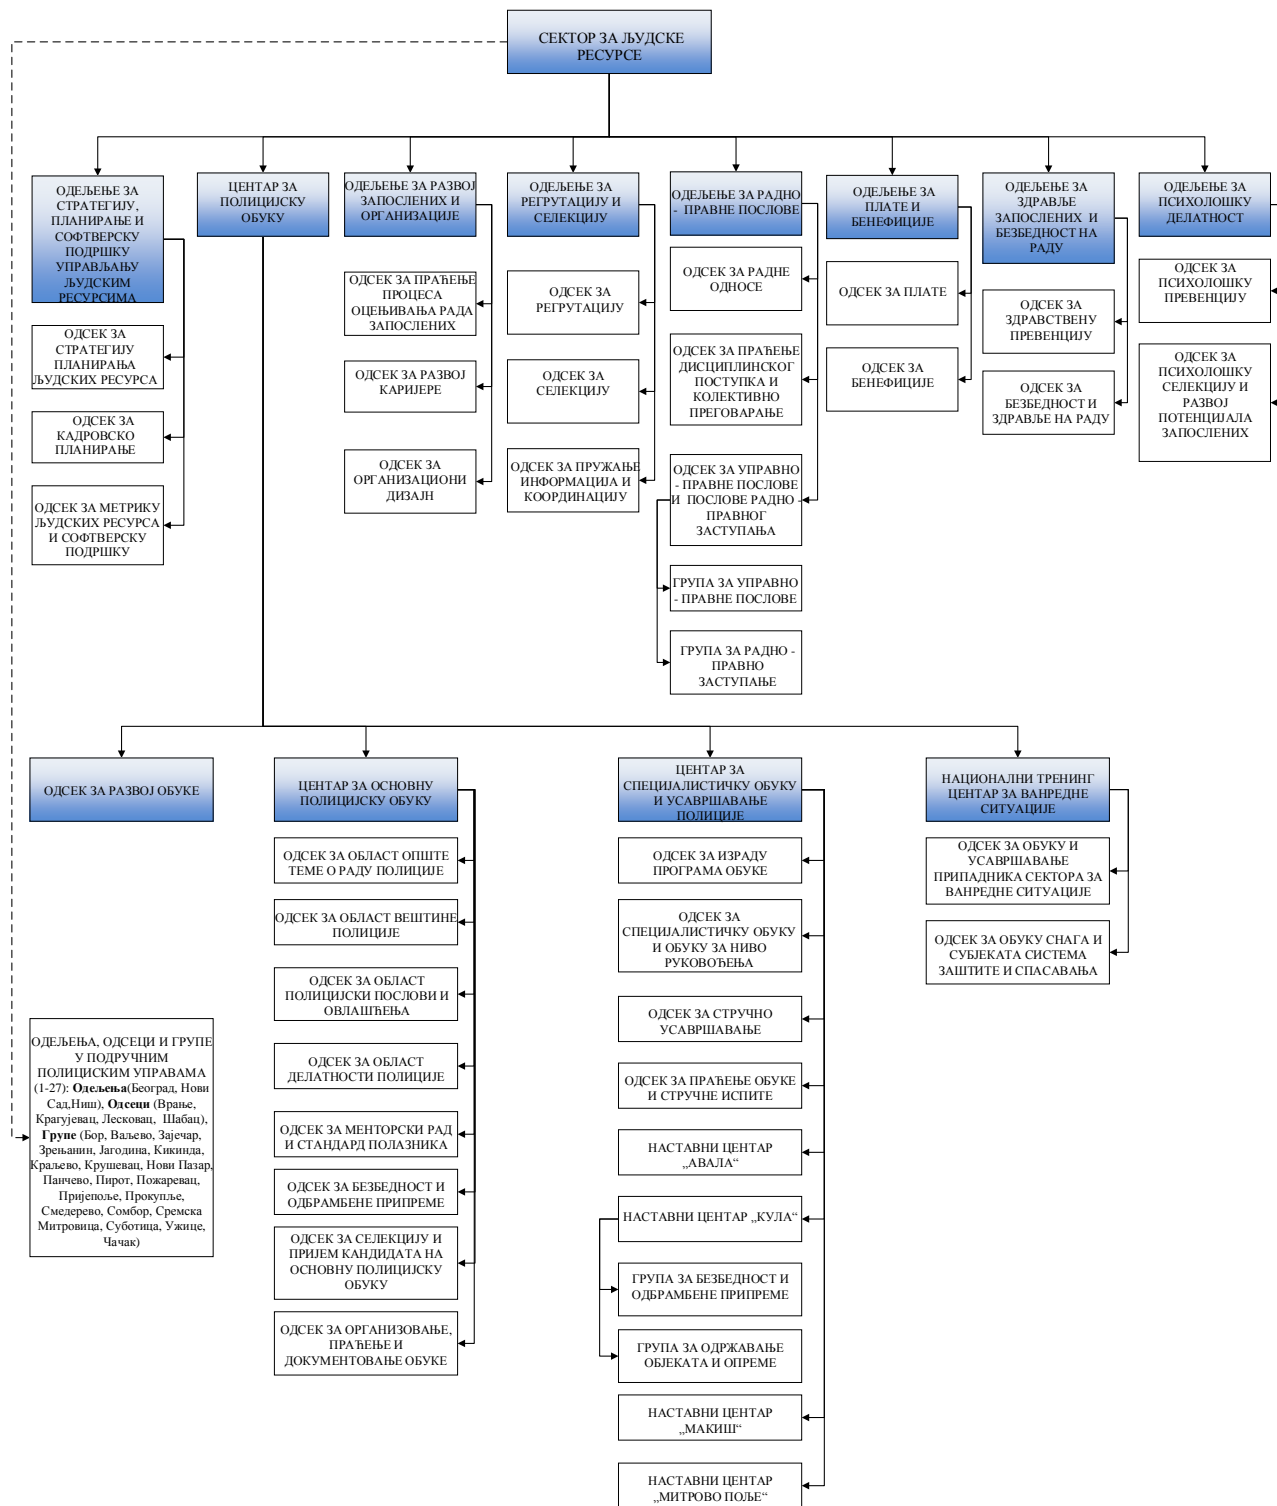 СЕКТОР ЗА ЉУДСКЕ
РЕСУРСЕ
ОДЕЉЕЊЕ ЗА
СТРАТЕГИЈУ,
ПЛАНИРАЊЕ И
СОФТВЕРСКУ
ПОДРШКУ
УПРАВЉАЊУ
ЉУДСКИМ
РЕСУРСИМА
ОДСЕК ЗА
СТРАТЕГИЈУ
ПЛАНИРАЊА
ЉУДСКИХ РЕСУРСА
ОДСЕК ЗА
КАДРОВСКО
ПЛАНИРАЊЕ
ОДСЕК ЗА МЕТРИКУ
ЉУДСКИХ РЕСУРСА
И СОФТВЕРСКУ
ПОДРШКУ
ЦЕНТАР ЗА
ПОЛИЦИЈСКУ
ОБУКУ
ОДЕЉЕЊЕ ЗА РАЗВОЈ
ЗАПОСЛЕНИХ И
ОРГАНИЗАЦИЈЕ
ОДСЕК ЗА ПРАЋЕЊЕ
ПРОЦЕСА
ОЦЕЊИВАЊА РАДА
ЗАПОСЛЕНИХ
ОДСЕК ЗА РАЗВОЈ
КАРИЈЕРЕ
ОДСЕК ЗА
ОРГАНИЗАЦИОНИ
ДИЗАЈН
ОДЕЉЕЊЕ ЗА
РЕГРУТАЦИЈУ И
СЕЛЕКЦИЈУ
ОДСЕК ЗА
РЕГРУТАЦИЈУ
ОДСЕК ЗА
СЕЛЕКЦИЈУ
ОДСЕК ЗА ПРУЖАЊЕ
ИНФОРМАЦИЈА И
КООРДИНАЦИЈУ
ОДЕЉЕЊЕ ЗА РАДНО
- ПРАВНЕ ПОСЛОВЕ
ОДСЕК ЗА РАДНЕ
ОДНОСЕ
ОДСЕК ЗА ПРАЋЕЊЕ
ДИСЦИПЛИНСКОГ
ПОСТУПКА И
КОЛЕКТИВНО
ПРЕГОВАРАЊЕ
ОДСЕК ЗА УПРАВНО
- ПРАВНЕ ПОСЛОВЕ
И ПОСЛОВЕ РАДНО -
ПРАВНОГ
ЗАСТУПАЊА
ГРУПА ЗА УПРАВНО
- ПРАВНЕ ПОСЛОВЕ
ГРУПА ЗА РАДНО -
ПРАВНО
ЗАСТУПАЊЕ
ОДЕЉЕЊЕ ЗА
ПЛАТЕ И
БЕНЕФИЦИЈЕ
ОДСЕК ЗА ПЛАТЕ
ОДСЕК ЗА
БЕНЕФИЦИЈЕ
ОДЕЉЕЊЕ ЗА
ЗДРАВЉЕ
ЗАПОСЛЕНИХ И
БЕЗБЕДНОСТ НА
РАДУ
ОДСЕК ЗА
ЗДРАВСТВЕНУ
ПРЕВЕНЦИЈУ
ОДСЕК ЗА
БЕЗБЕДНОСТ И
ЗДРАВЉЕ НА РАДУ
ОДЕЉЕЊЕ ЗА
ПСИХОЛОШКУ
ДЕЛАТНОСТ
ОДСЕК ЗА
ПСИХОЛОШКУ
ПРЕВЕНЦИЈУ
ОДСЕК ЗА
ПСИХОЛОШКУ
СЕЛЕКЦИЈУ И
РАЗВОЈ
ПОТЕНЦИЈАЛА
ЗАПОСЛЕНИХ
ОДСЕК ЗА РАЗВОЈ ОБУКЕ
ЦЕНТАР ЗА ОСНОВНУ
ПОЛИЦИЈСКУ ОБУКУ
ОДСЕК ЗА ОБЛАСТ ОПШТЕ
ТЕМЕ О РАДУ ПОЛИЦИЈЕ
ОДСЕК ЗА ОБЛАСТ ВЕШТИНЕ
ПОЛИЦИЈЕ
ОДСЕК ЗА ОБЛАСТ
ПОЛИЦИЈСКИ ПОСЛОВИ И
ОВЛАШЋЕЊА
ОДСЕК ЗА ОБЛАСТ
ДЕЛАТНОСТИ ПОЛИЦИЈЕ
ОДСЕК ЗА МЕНТОРСКИ РАД
И СТАНДАРД ПОЛАЗНИКА
ОДСЕК ЗА БЕЗБЕДНОСТ И
ОДБРАМБЕНЕ ПРИПРЕМЕ
ОДСЕК ЗА СЕЛЕКЦИЈУ И
ПРИЈЕМ КАНДИДАТА НА
ОСНОВНУ ПОЛИЦИЈСКУ
ОБУКУ
ОДСЕК ЗА ОРГАНИЗОВАЊЕ,
ПРАЋЕЊЕ И
ДОКУМЕНТОВАЊЕ ОБУКЕ
ЦЕНТАР ЗА
СПЕЦИЈАЛИСТИЧКУ ОБУКУ
И УСАВРШАВАЊЕ
ПОЛИЦИЈЕ
ОДСЕК ЗА ИЗРАДУ
ПРОГРАМА ОБУКЕ
ОДСЕК ЗА
СПЕЦИЈАЛИСТИЧКУ ОБУКУ
И ОБУКУ ЗА НИВО
РУКОВОЂЕЊА
ОДСЕК ЗА СТРУЧНО
УСАВРШАВАЊЕ
ОДСЕК ЗА ПРАЋЕЊЕ ОБУКЕ
И СТРУЧНЕ ИСПИТЕ
НАСТАВНИ ЦЕНТАР
„АВАЛА“
НАСТАВНИ ЦЕНТАР „КУЛА“
ГРУПА ЗА БЕЗБЕДНОСТ И
ОДБРАМБЕНЕ ПРИПРЕМЕ
ГРУПА ЗА ОДРЖАВАЊЕ
ОБЈЕКАТА И ОПРЕМЕ
НАСТАВНИ ЦЕНТАР
„МАКИШ“
НАСТАВНИ ЦЕНТАР
„МИТРОВО ПОЉЕ“
НАЦИОНАЛНИ ТРЕНИНГ
ЦЕНТАР ЗА ВАНРЕДНЕ
СИТУАЦИЈЕ
ОДСЕК ЗА ОБУКУ И
УСАВРШАВАЊЕ
ПРИПАДНИКА СЕКТОРА ЗА
ВАНРЕДНЕ СИТУАЦИЈЕ
ОДСЕК ЗА ОБУКУ СНАГА И
СУБЈЕКАТА СИСТЕМА
ЗАШТИТЕ И СПАСАВАЊА
ОДЕЉЕЊА, ОДСЕЦИ И ГРУПЕ
У ПОДРУЧНИМ
ПОЛИЦИСКИМ УПРАВАМА
(1-27): Одељења(Београд, Нови
Сад,Ниш), Одсеци (Врање,
Крагујевац, Лесковац, Шабац),
Групе (Бор, Ваљево, Зајечар,
Зрењанин, Јагодина, Кикинда,
Краљево, Крушевац, Нови Пазар,
Панчево, Пирот, Пожаревац,
Пријепоље, Прокупље,
Смедерево, Сомбор, Сремска
Митровица, Суботица, Ужице,
Чачак)